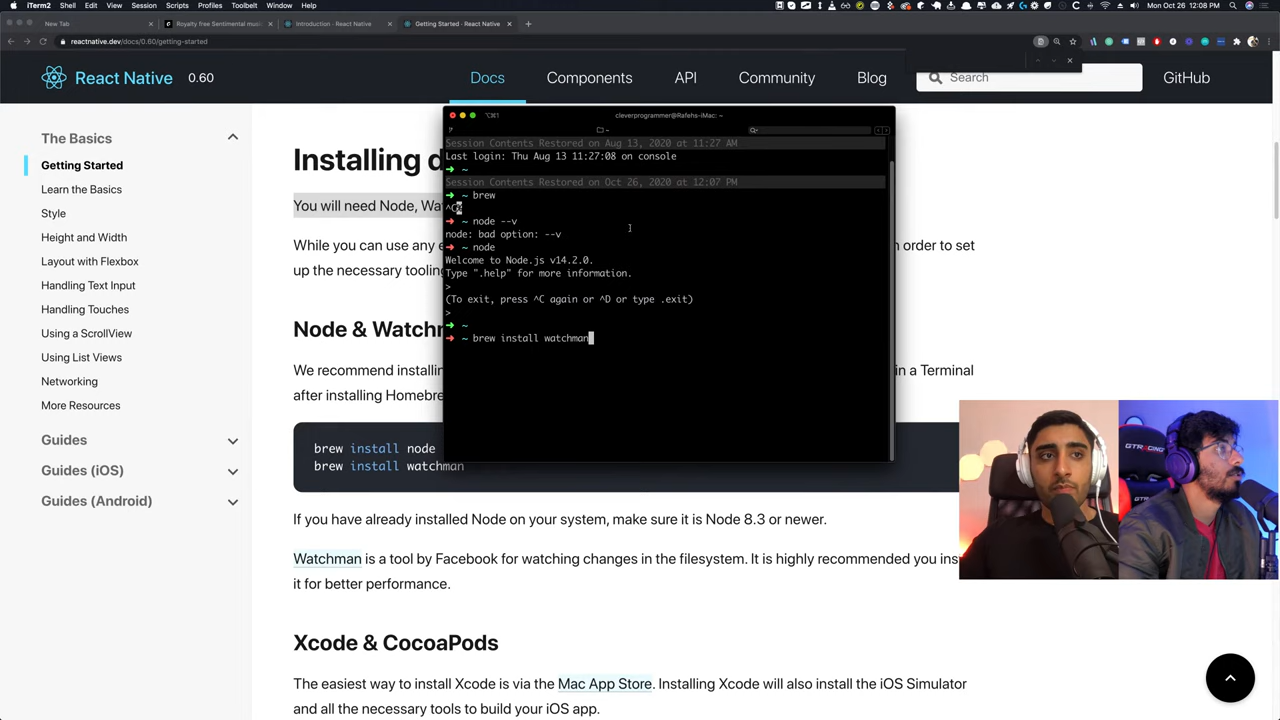 iTerm2 Shell Edit View Session Scripts Profiles Toolbelt Window Help
Mon Oct 26 12:08 PM
New Tab
Royalty free Sentimental mus
Introduction · React Native
Getting Started · React Native
reactnative.dev/docs/0.60/getting-started
React Native 0.60
Docs Components API Community Blog
Search
GitHub
The Basics
Getting Started
Learn the Basics
Style
Height and Width
Layout with Flexbox
Handling Text Input
Handling Touches
Using a ScrollView
Using List Views
Networking
More Resources
Guides
Guides (iOS)
Guides (Android)
Installing d
You will need Node, Wa
While you can use any e
n order to set
up the necessary tooling
Node & Watchm
We recommend installin
in a Terminal
after installing Homebre
brew install node
brew install watchman
If you have already installed Node on your system, make sure it is Node 8.3 or newer.
Watchman is a tool by Facebook for watching changes in the filesystem. It is highly recommended you ins
it for better performance.
Xcode & CocoaPods
The easiest way to install Xcode is via the Mac App Store. Installing Xcode will also install the iOS Simulator
and all the necessary tools to build your iOS app.
⌥⌘1
cleverprogrammer@Rafehs-iMac: ~
Session Contents Restored on Aug 13, 2020 at 11:27 AM
Last login: Thu Aug 13 11:27:08 on console
➜ ~
Session Contents Restored on Oct 26, 2020 at 12:07 PM
➜ ~ brew
^C%
➜ ~ node --v
node: bad option: --v
➜ ~ node
Welcome to Node.js v14.2.0.
Type ".help" for more information.
>
(To exit, press ^C again or ^D or type .exit)
>
➜ ~
➜ ~ brew install watchman
GTRACING
GTRACING